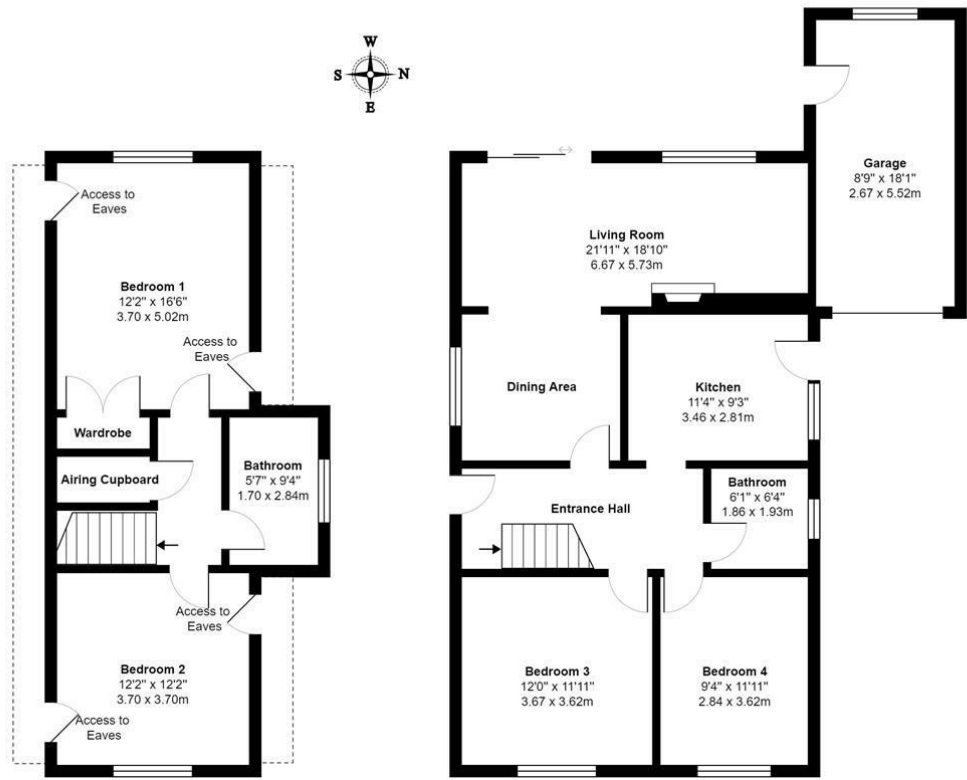 W
S N
E
Access to
Eaves
Bedroom 1
12'2" x 16'6"
3.70 x 5.02m
Access to
Eaves
Wardrobe
Airing Cupboard
Bathroom
5'7" x 9'4"
1.70 x 2.84m
Access to
Eaves
Bedroom 2
12'2" x 12'2"
3.70 x 3.70m
Access to
Eaves
Garage
8'9" x 18'1"
2.67 x 5.52m
Living Room
21'11" x 18'10"
6.67 x 5.73m
Dining Area
Kitchen
11'4" x 9'3"
3.46 x 2.81m
Entrance Hall
Bathroom
6'1" x 6'4"
1.86 x 1.93m
Bedroom 3
12'0" x 11'11"
3.67 x 3.62m
Bedroom 4
9'4" x 11'11"
2.84 x 3.62m